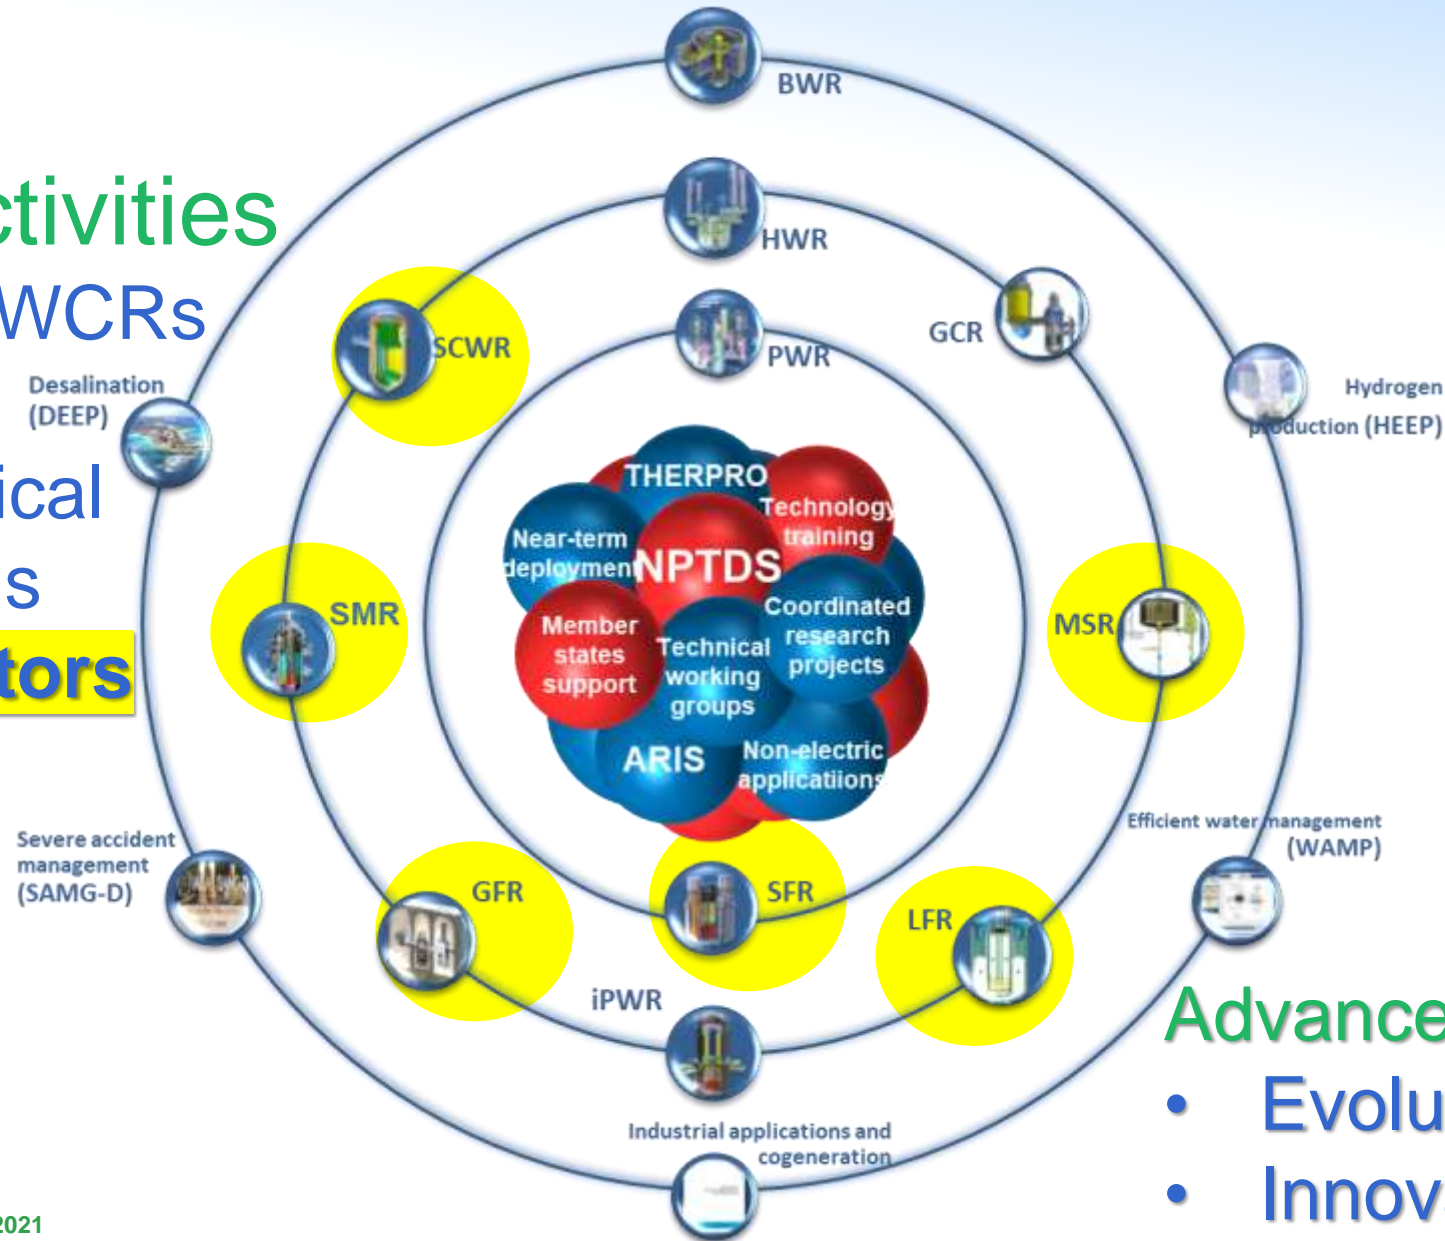 BWR
ctivities
HWR
WCRs
SCWR
GCR
PWR
Desalination
(DEEP)
Hydrogen
production (HEEP)
ical
THERPRO
Technology
training
Near-term
deployment
NPTDS
s
SMR
Coordinated
research
projects
MSR
Member
states
support
Technical
working
groups
tors
ARIS
Non-electric
applicatiions
Severe accident
management
(SAMG-D)
Efficient water management
(WAMP)
GFR
SFR
LFR
iPWR
Advance
• Evolu
Industrial applications and
cogeneration
• Innov
2021